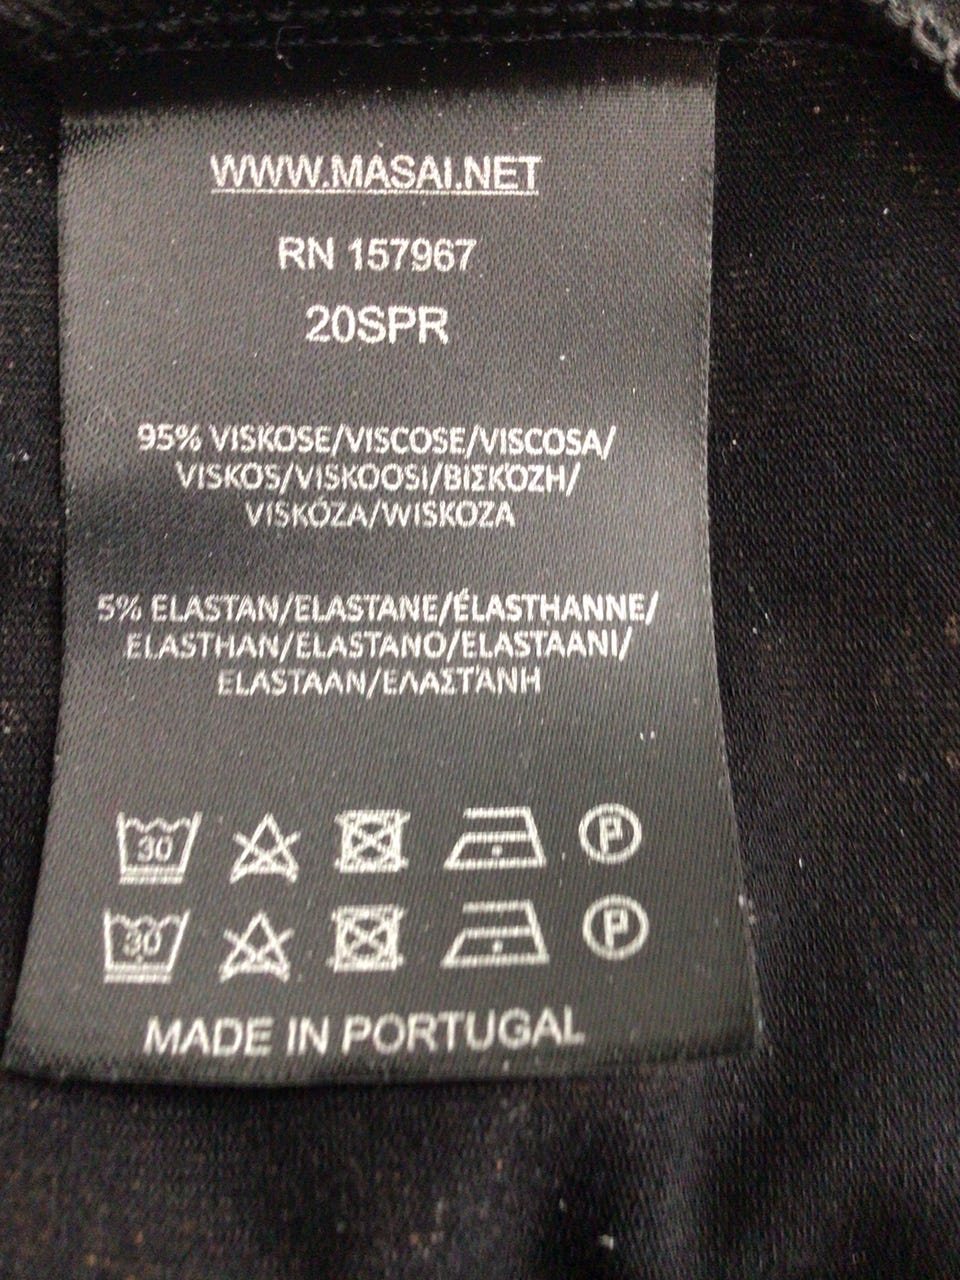 WWW.MASAI.NET
RN 157967
20SPR
95% VISKOSE/VISCOSE/VISCOSA/
VISKOS/VISKOOSI/ΒΙΣΚΌΖΗ/
VISKÓZA/WISKOZA
5% ELASTAN/ELASTANE/ÉLASTHANNE/
ELASTHAN/ELASTANO/ELASTAANI/
ELASTAAN/ΕΛΑΣΤΆΝΗ
30 P
30 P
MADE IN PORTUGAL